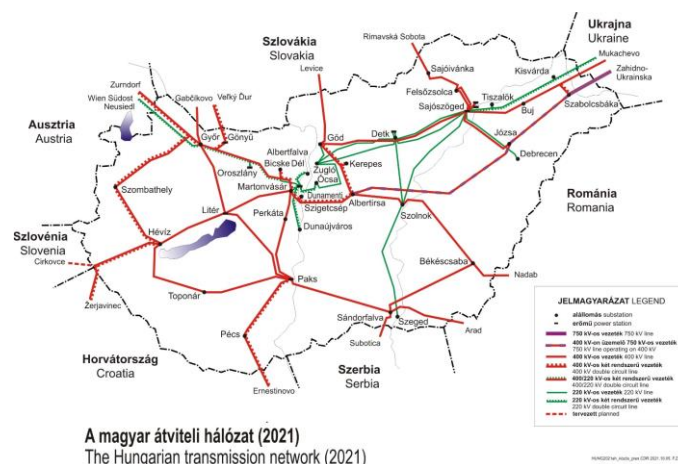 Ukrajna
Ukraine
Mukachevo
Zahidno-
Ukrainska
Szlovákia
Slovakia
Levice
Rimavská Sobota
Sajóivánka
Felsőzsolca
Sajószöged
Kisvárda
Tiszalök
Buj
Szabolcsbáka
Zurndorf
Wien Südost
Neusiedl
Gabčíkovo
Veľký Ďur
Ausztria
Austria
Győr
Gönyű
Oroszlány
Albertfalva
Bicske Dél
Martonvásár
Göd
Zugló
Ócsa
Kerepes
Detk
Józsa
Debrecen
Dunamenti
Szigetcsép
Albertirsa
Szolnok
Szombathely
Litér
Perkáta
Dunaújváros
Románia
Romania
Szlovénia
Slovenia
Cirkovce
Hévíz
Žerjavinec
Toponár
Paks
Békéscsaba
Nadab
Sándorfalva
Szeged
Arad
Subotica
Pécs
Ernestinovo
Horvátország
Croatia
Szerbia
Serbia
JELMAGYARÁZAT LEGEND
alállomás substation
erőmű power station
750 kV-os vezeték 750 kV line
400 kV-on üzemelő 750 kV-os vezeték
750 kV line operating on 400 kV
400 kV-os vezeték 400 kV line
400 kV-os két rendszerű vezeték
400 kV double circuit line
400/220 kV-os két rendszerű vezeték
400/220 kV double circuit line
220 kV-os vezeték 220 kV line
220 kV-os két rendszerű vezeték
220 kV double circuit line
tervezett planned
A magyar átviteli hálózat (2021)
The Hungarian transmission network (2021)